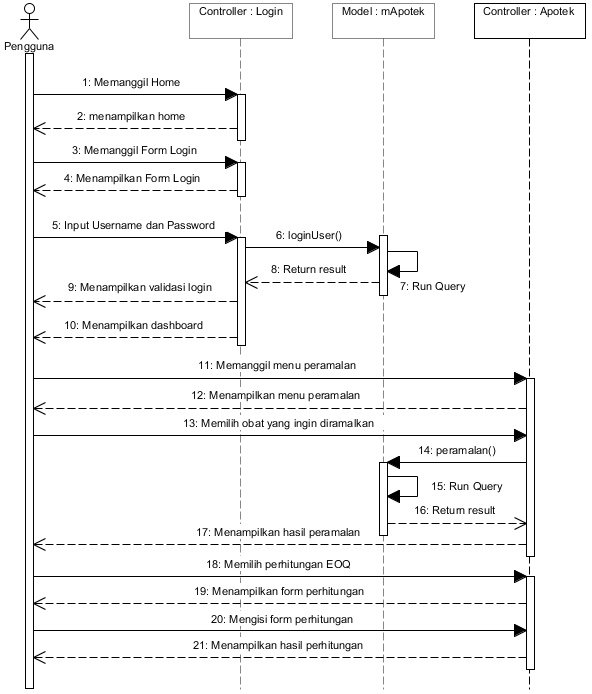 Controller : Login
Model : mApotek
Controller : Apotek
Pengguna
1: Memanggil Home
2: menampilkan home
3: Memanggil Form Login
4: Menampilkan Form Login
5: Input Username dan Password
6: loginUser()
7: Run Query
8: Return result
9: Menampilkan validasi login
10: Menampilkan dashboard
11: Memanggil menu peramalan
12: Menampilkan menu peramalan
13: Memilih obat yang ingin diramalkan
14: peramalan()
15: Run Query
16: Return result
17: Menampilkan hasil peramalan
18: Memilih perhitungan EOQ
19: Menampilkan form perhitungan
20: Mengisi form perhitungan
21: Menampilkan hasil perhitungan